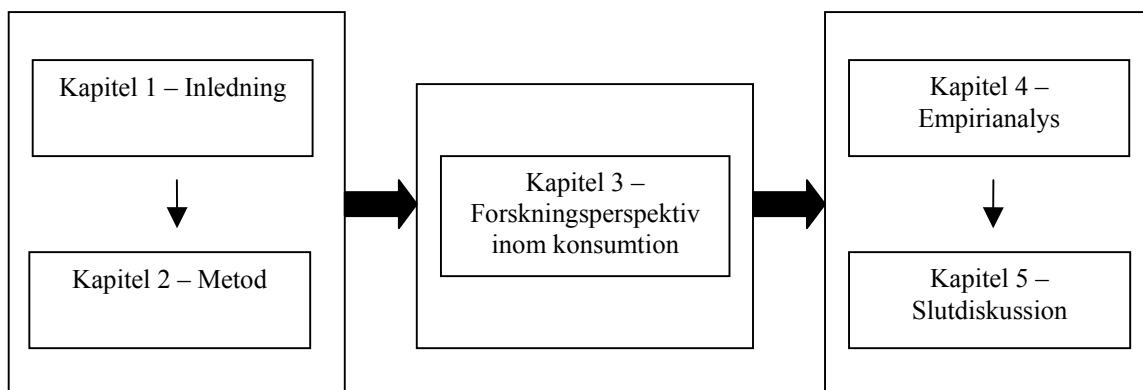 Kapitel 1 – Inledning
Kapitel 2 – Metod
Kapitel 3 –
Forskningsperspektiv
inom konsumtion
Kapitel 4 –
Empirianalys
Kapitel 5 –
Slutdiskussion